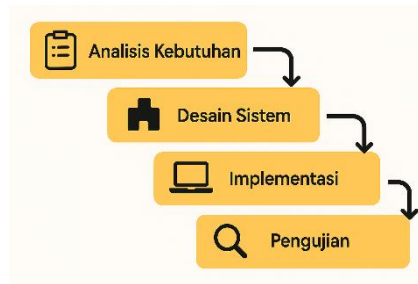 Analisis Kebutuhan
Desain Sistem
Implementasi
Pengujian